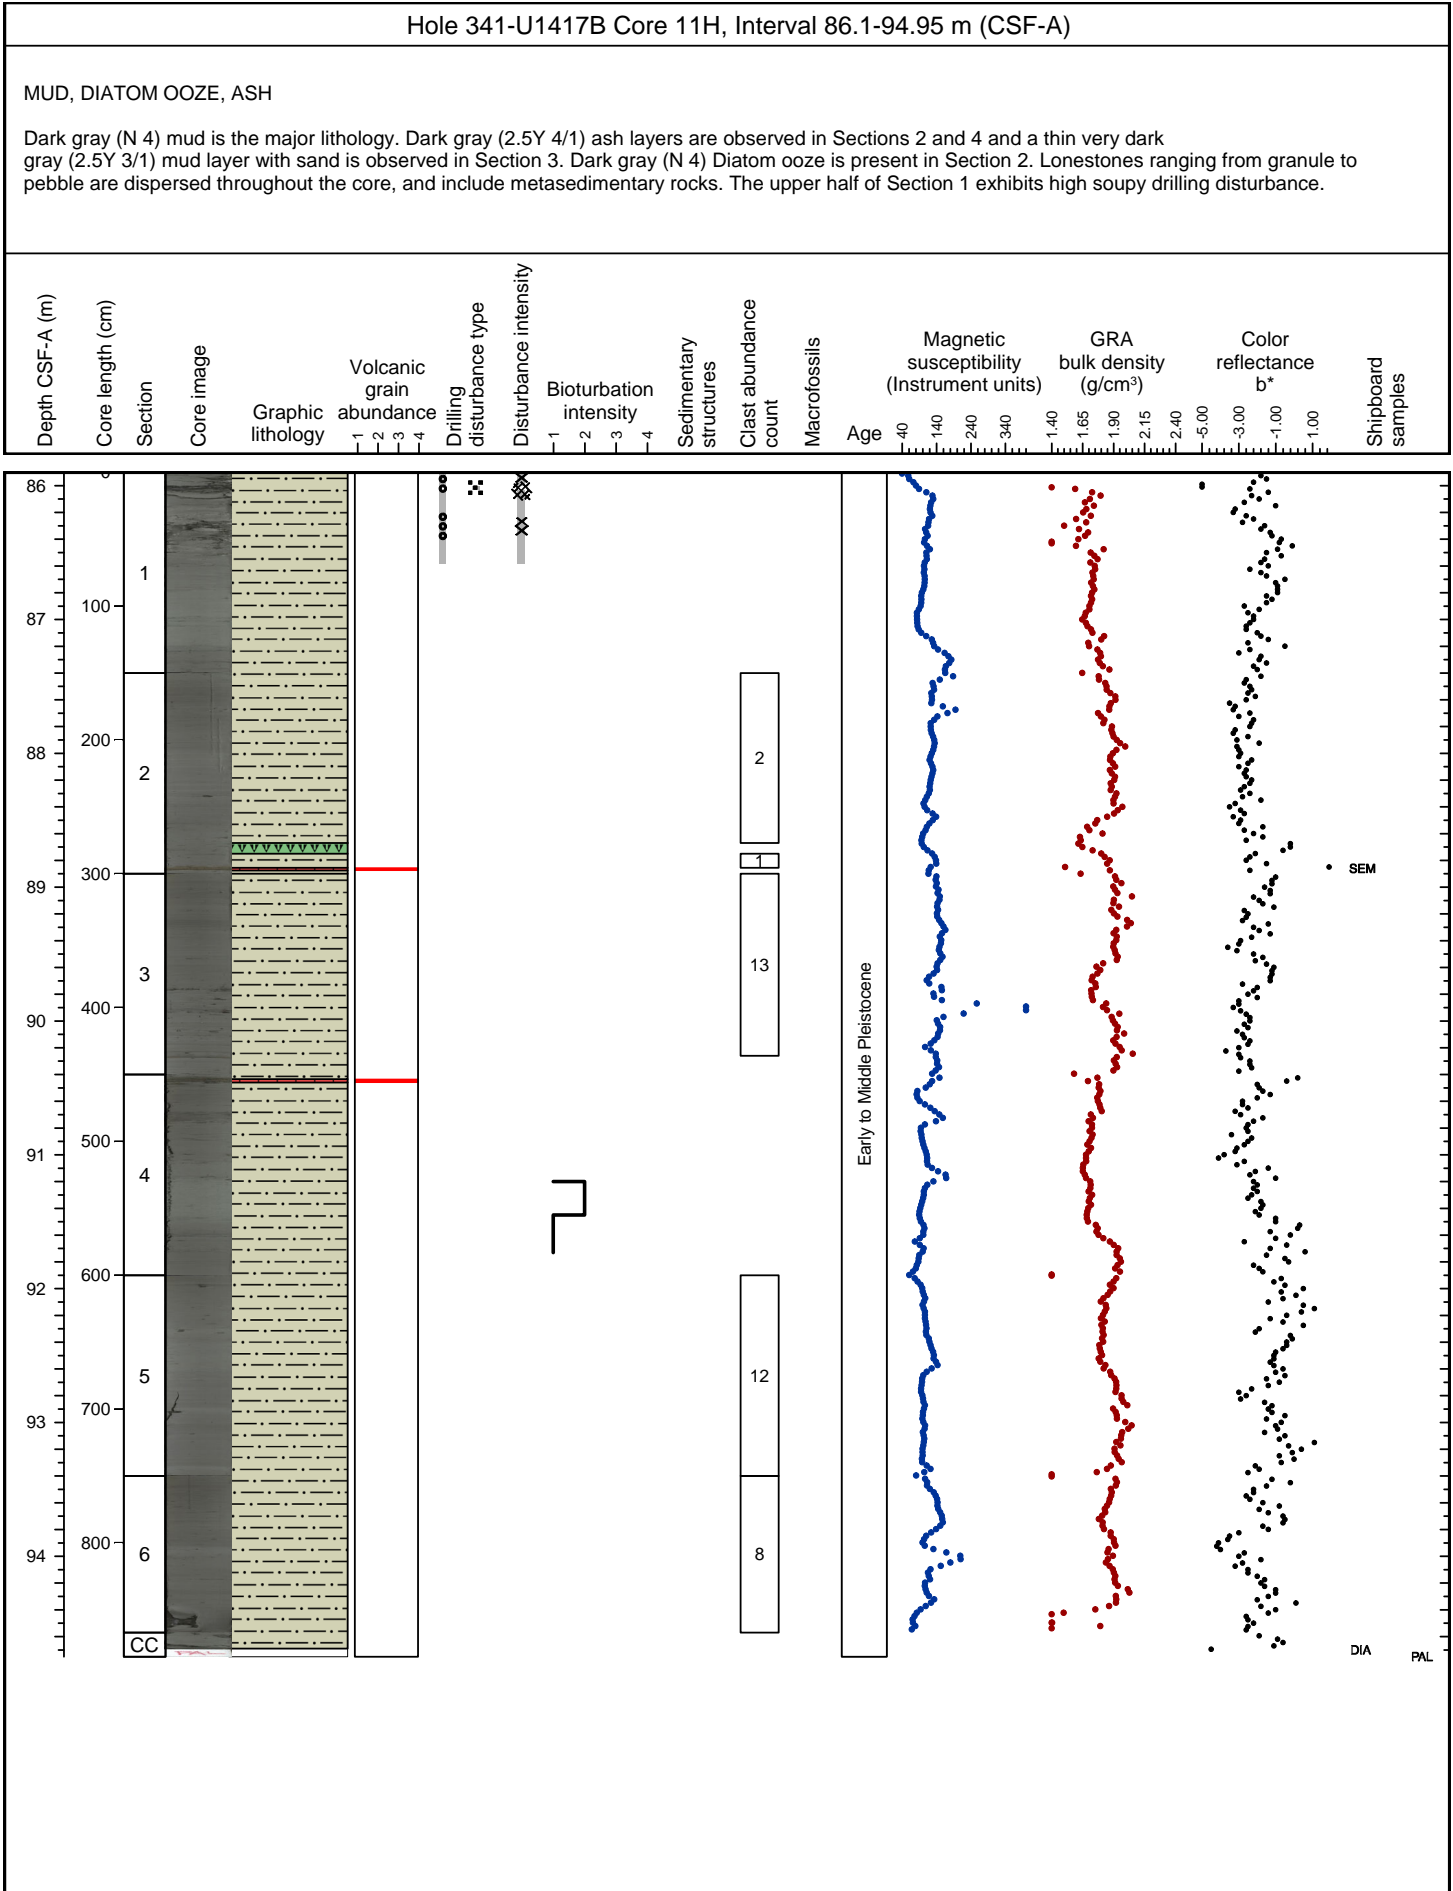 Hole 341-U1417B Core 11H, Interval 86.1-94.95 m (CSF-A)
MUD, DIATOM OOZE, ASH
Dark gray (N 4) mud is the major lithology. Dark gray (2.5Y 4/1) ash layers are observed in Sections 2 and 4 and a thin very dark
gray (2.5Y 3/1) mud layer with sand is observed in Section 3. Dark gray (N 4) Diatom ooze is present in Section 2. Lonestones ranging from granule to
pebble are dispersed throughout the core, and include metasedimentary rocks. The upper half of Section 1 exhibits high soupy drilling disturbance.
Depth CSF-A (m)
Core length (cm)
Section
Core image
Graphic
lithology
Volcanic
grain
abundance
1 2 3 4
Drilling
disturbance type
Disturbance intensity
Bioturbation
intensity
1 2 3 4
Sedimentary
structures
Clast abundance
count
Macrofossils
Age
Magnetic
susceptibility
(Instrument units)
40 140 240 340
GRA
bulk density
(g/cm³)
1.40 1.65 1.90 2.15 2.40
Color
reflectance
b*
-5.00 -3.00 -1.00 1.00
Shipboard
samples
0
86
1
100
87
200
88
2
2
1
300
89
SEM
3
13
400
90
Early to Middle Pleistocene
500
91
4
600
92
5
12
700
93
800
94
6
8
CC
DIA
PAL